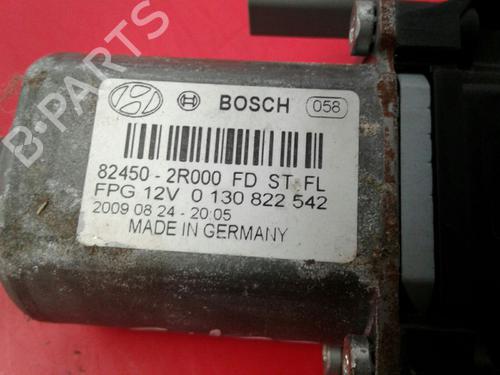 BOSCH 058
82450-2R000 FD ST FL
FPG 12V 0 130 822 542
2009 08 24 - 20:05
MADE IN GERMANY
B-PARTS